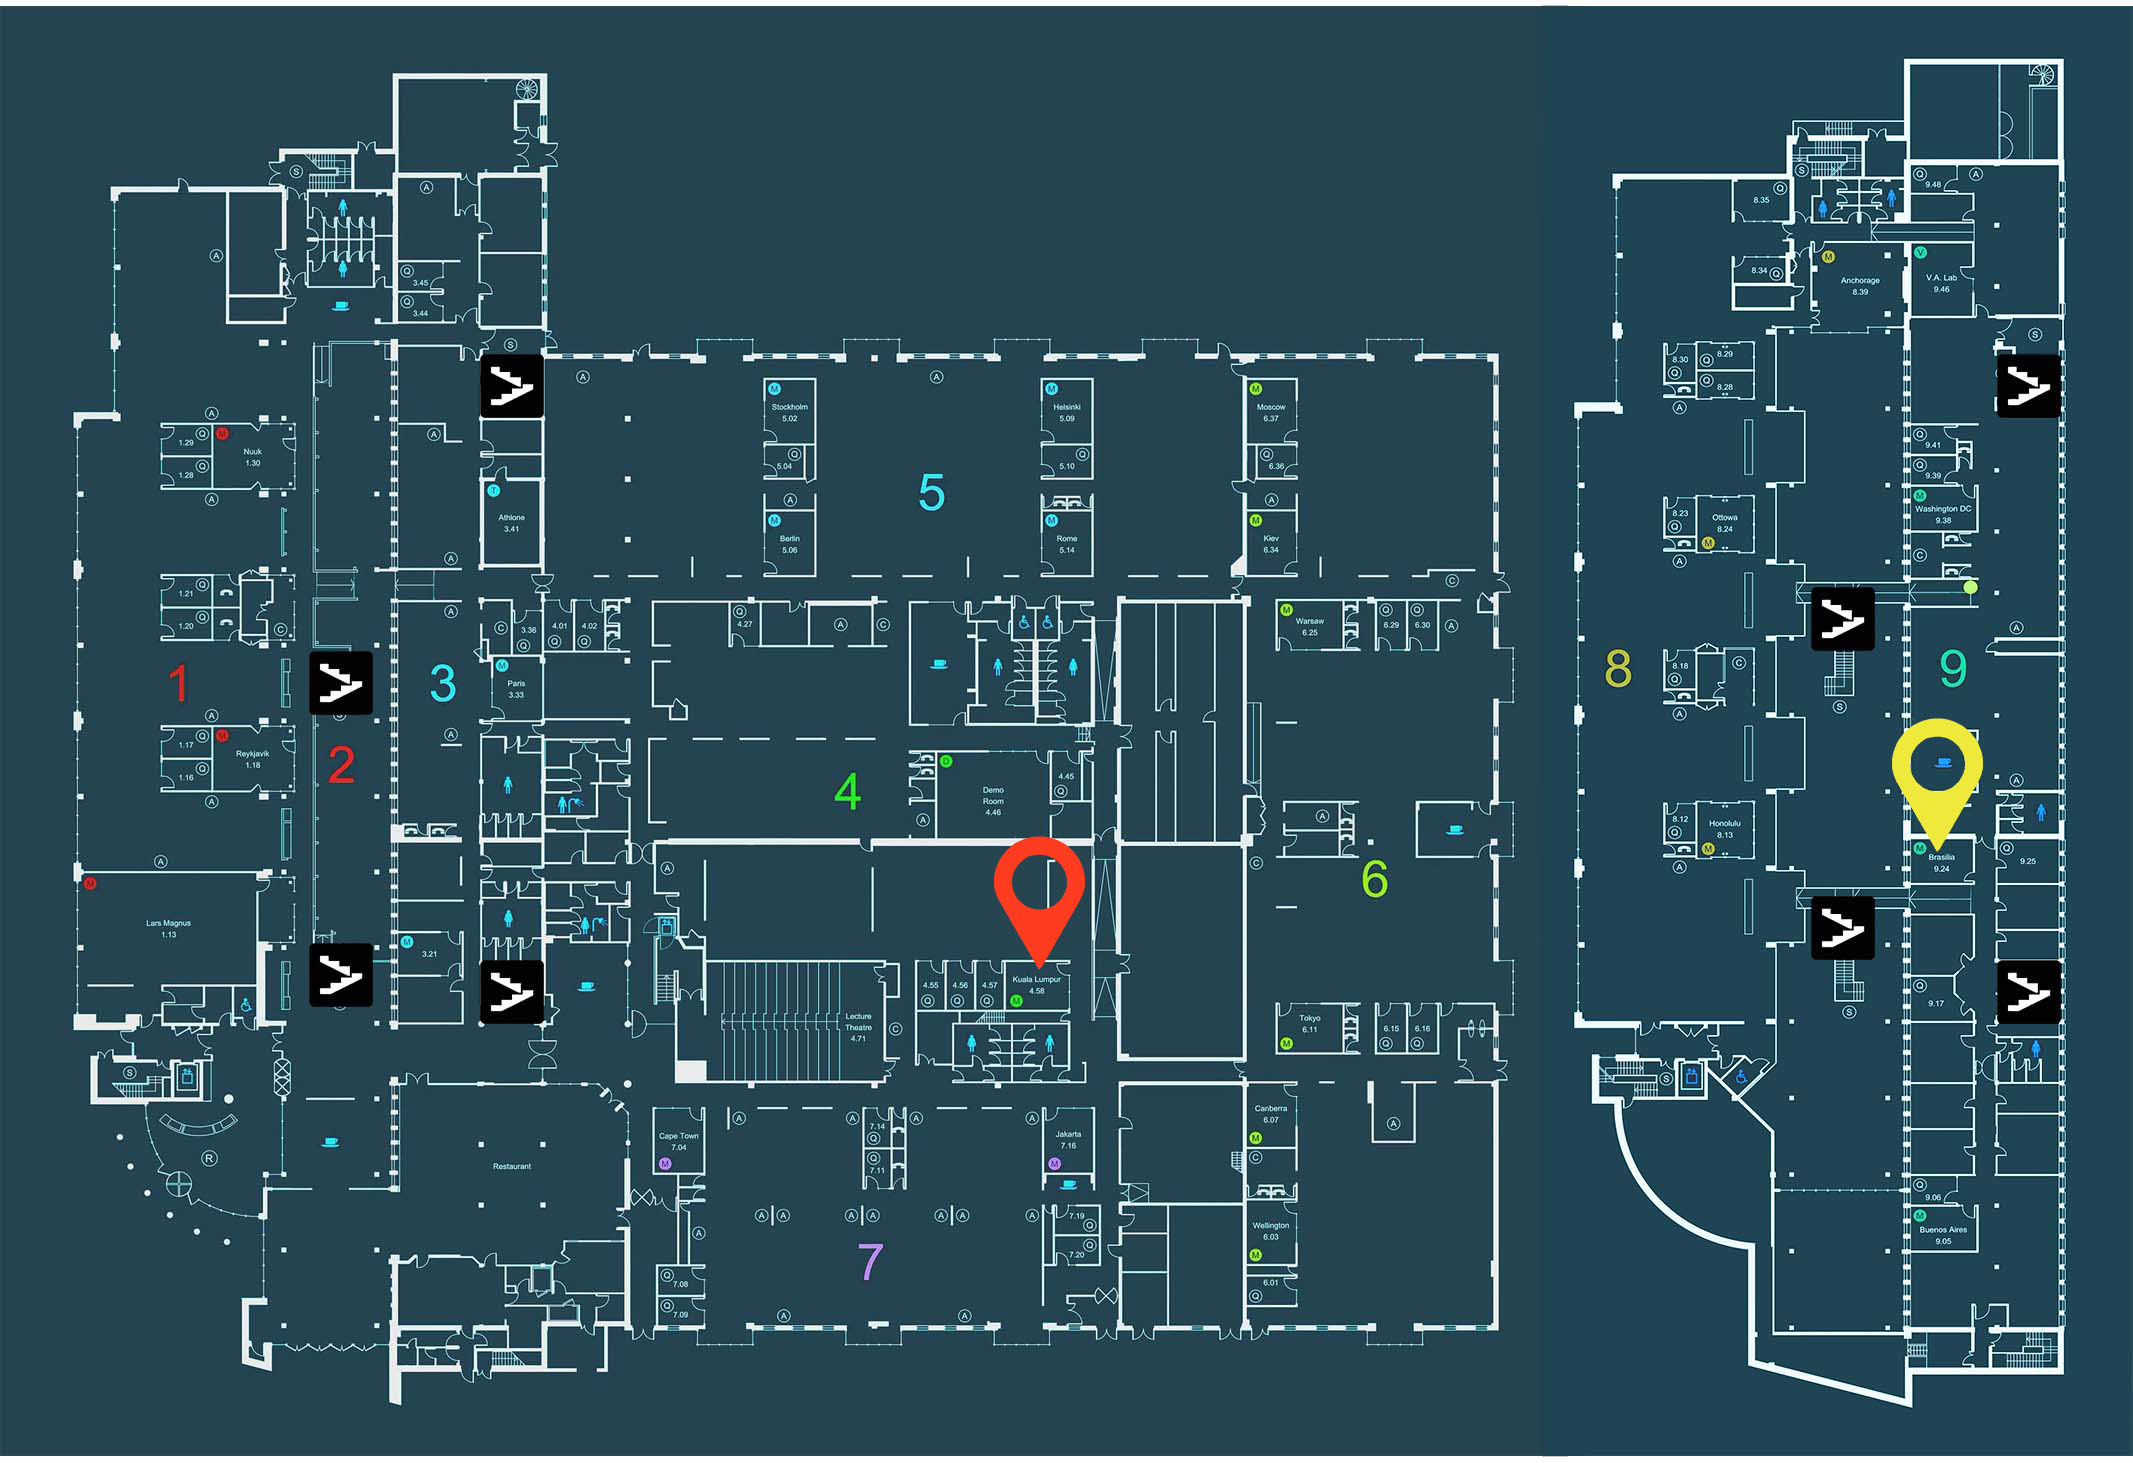 S
A
A
Q
3.45
Q
3.44
S
A
A
A
Q
1.29
M
Nuuk
1.30
Q
1.28
A
A
T
Athlone
3.41
A
M
Stockholm
5.02
Q
5.04
A
M
Berlin
5.06
5
M
Helsinki
5.09
Q
5.10
M
Rome
5.14
M
Moscow
6.37
Q
6.36
A
M
Kiev
6.34
C
A
Q
1.21
Q
1.20
C
A
C
3.36
Q
4.01
Q
4.02
Q
Q
4.27
A
C
M
Warsaw
6.25
Q
6.29
Q
6.30
A
1
2
3
M
Paris
3.33
A
A
Q
1.17
M
Reykjavik
1.18
Q
1.16
A
4
D
Demo
Room
4.46
A
4.45
Q
A
C
6
A
M
Lars Magnus
1.13
M
3.21
A
4.55
Q
4.56
Q
4.57
Q
Kuala Lumpur
4.58
M
Lecture
Theatre
4.71
C
Tokyo
6.11
M
6.15
Q
6.16
Q
S
R
Restaurant
Cape Town
7.04
M
A
A
7.14
Q
Q
7.11
A
A
Jakarta
7.16
M
Canberra
6.07
M
C
A
A
A
A
A
A
A
A
A
7.19
Q
Q
7.20
Wellington
6.03
M
6.01
Q
7
Q
7.08
Q
7.09
A
A
S
8.35
Q
8.34
Q
M
Anchorage
8.39
Q
9.48
A
V
V.A. Lab
9.46
S
8.30
Q
Q
8.29
Q
8.28
A
Q
9.41
Q
9.39
M
Washington DC
9.38
C
8.23
Q
Ottowa
8.24
M
A
A
8
8.18
Q
C
A
S
9
A
8.12
Q
Honolulu
8.13
M
A
M
Brasilia
9.24
Q
9.25
Q
9.17
S
S
Q
9.06
M
Buenos Aires
9.05